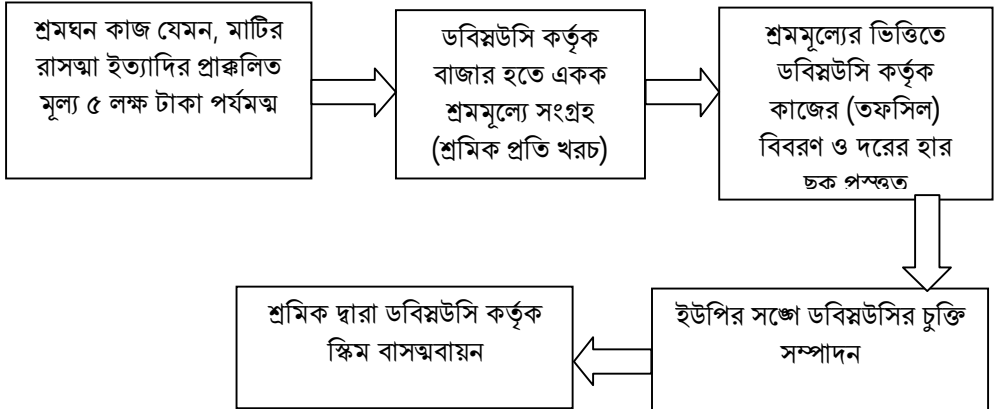 শ্রমঘন কাজ যেমন, মাটির
রাসত্মা ইত্যাদির প্রাক্কলিত
মূল্য ৫ লক্ষ টাকা পর্যমত্ম
ডবিস্নউসি কর্তৃক
বাজার হতে একক
শ্রমমূল্যে সংগ্রহ
(শ্রমিক প্রতি খরচ)
শ্রমমূল্যের ভিত্তিতে
ডবিস্নউসি কর্তৃক
কাজের (তফসিল)
বিবরণ ও দরের হার
ছক প্রস্ত্তত
ইউপির সঙ্গে ডবিস্নউসির চুক্তি
সম্পাদন
শ্রমিক দ্বারা ডবিস্নউসি কর্তৃক
স্কিম বাসত্মবায়ন